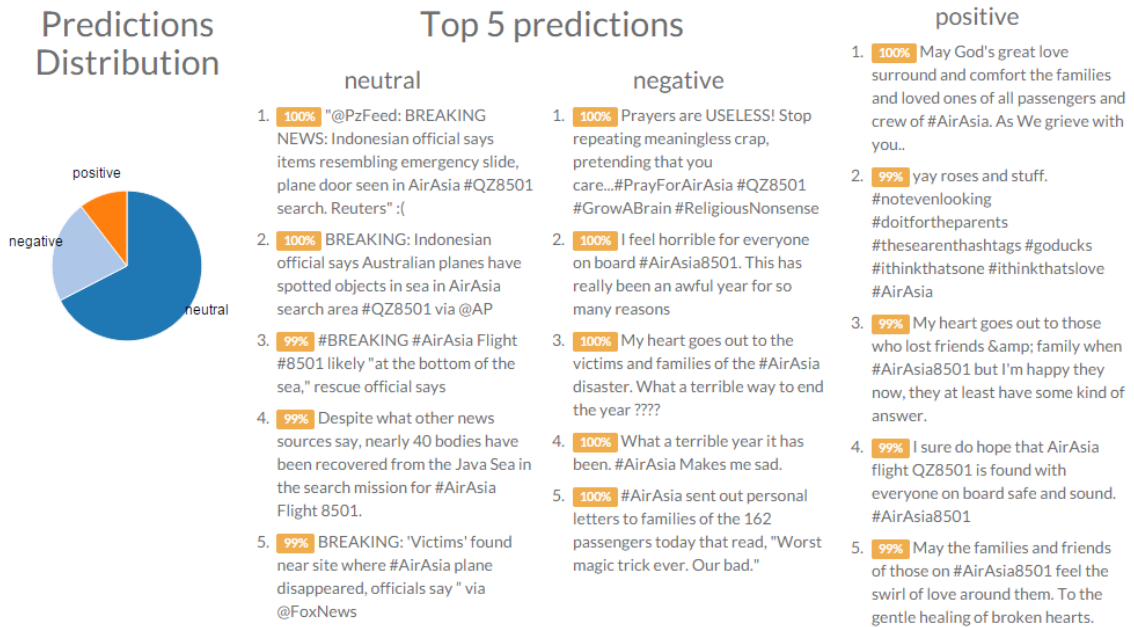 Predictions
Distribution
positive
negative
neutral
Top 5 predictions
neutral
1. 100% "@PzFeed: BREAKING
NEWS: Indonesian official says
items resembling emergency slide,
plane door seen in AirAsia #QZ8501
search. Reuters" :(
2. 100% BREAKING: Indonesian
official says Australian planes have
spotted objects in sea in AirAsia
search area #QZ8501 via @AP
3. 99% #BREAKING #AirAsia Flight
#8501 likely "at the bottom of the
sea," rescue official says
4. 99% Despite what other news
sources say, nearly 40 bodies have
been recovered from the Java Sea in
the search mission for #AirAsia
Flight 8501.
5. 99% BREAKING: 'Victims' found
near site where #AirAsia plane
disappeared, officials say " via
@FoxNews
negative
1. 100% Prayers are USELESS! Stop
repeating meaningless crap,
pretending that you
care...#PrayForAirAsia #QZ8501
#GrowABrain #ReligiousNonsense
2. 100% I feel horrible for everyone
on board #AirAsia8501. This has
really been an awful year for so
many reasons
3. 100% My heart goes out to the
victims and families of the #AirAsia
disaster. What a terrible way to end
the year ????
4. 100% What a terrible year it has
been. #AirAsia Makes me sad.
5. 100% #AirAsia sent out personal
letters to families of the 162
passengers today that read, "Worst
magic trick ever. Our bad."
positive
1. 100% May God's great love
surround and comfort the families
and loved ones of all passengers and
crew of #AirAsia. As We grieve with
you..
2. 99% yay roses and stuff.
#notevenlooking
#doitfortheparents
#thesearenthashtags #goducks
#ithinkthatsone #ithinkthatslove
#AirAsia
3. 99% My heart goes out to those
who lost friends &amp; family when
#AirAsia8501 but I'm happy they
now, they at least have some kind of
answer.
4. 99% I sure do hope that AirAsia
flight QZ8501 is found with
everyone on board safe and sound.
#AirAsia8501
5. 99% May the families and friends
of those on #AirAsia8501 feel the
swirl of love around them. To the
gentle healing of broken hearts.